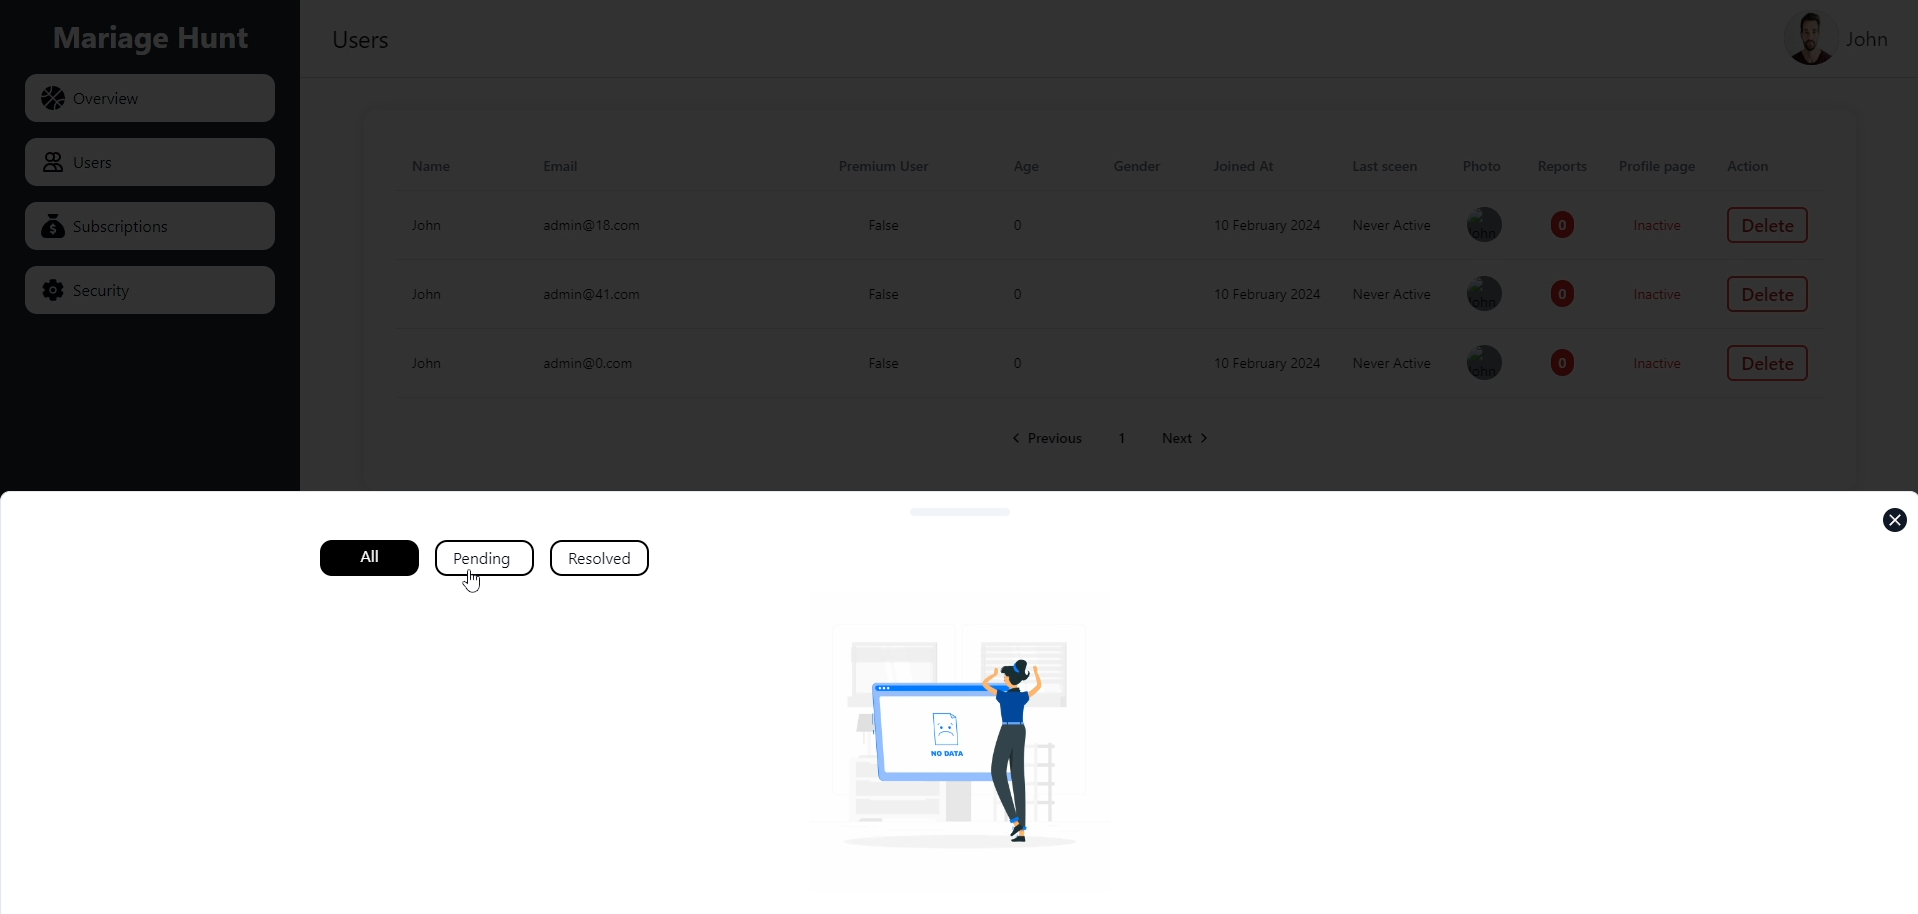 Mariage Hunt
Overview
Users
Subscriptions
Security
Users
John
Name Email Premium User Age Gender Joined At Last sceen Photo Reports Profile page Action
John admin@18.com False 0 10 February 2024 Never Active John 0 Inactive Delete
John admin@41.com False 0 10 February 2024 Never Active John 0 Inactive Delete
John admin@0.com False 0 10 February 2024 Never Active John 0 Inactive Delete
Previous 1 Next
All Pending Resolved
NO DATA